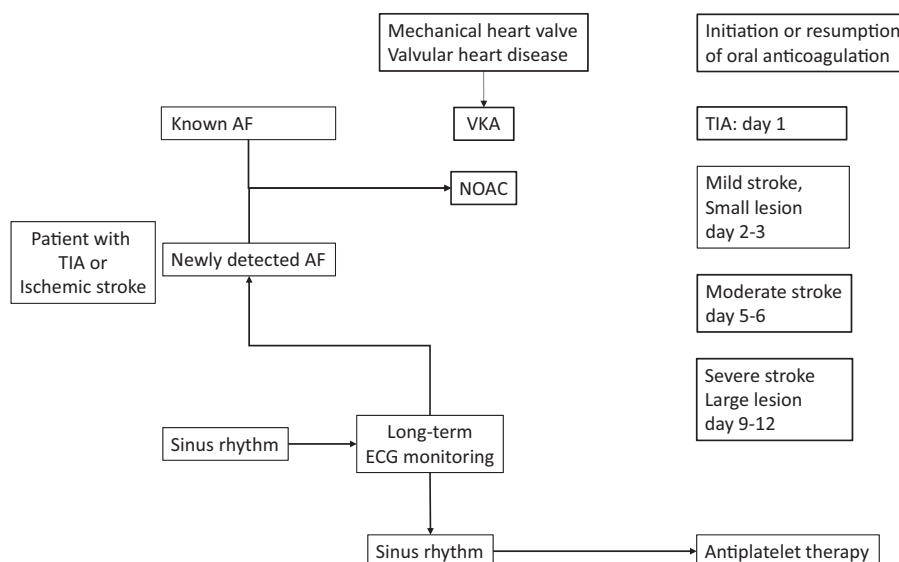 Mechanical heart valve
Valvular heart disease
Initiation or resumption
of oral anticoagulation
Known AF
VKA
TIA: day 1
NOAC
Mild stroke,
Small lesion
day 2-3
Patient with
TIA or
Ischemic stroke
Newly detected AF
Moderate stroke
day 5-6
Severe stroke
Large lesion
day 9-12
Sinus rhythm
Long-term
ECG monitoring
Sinus rhythm
Antiplatelet therapy